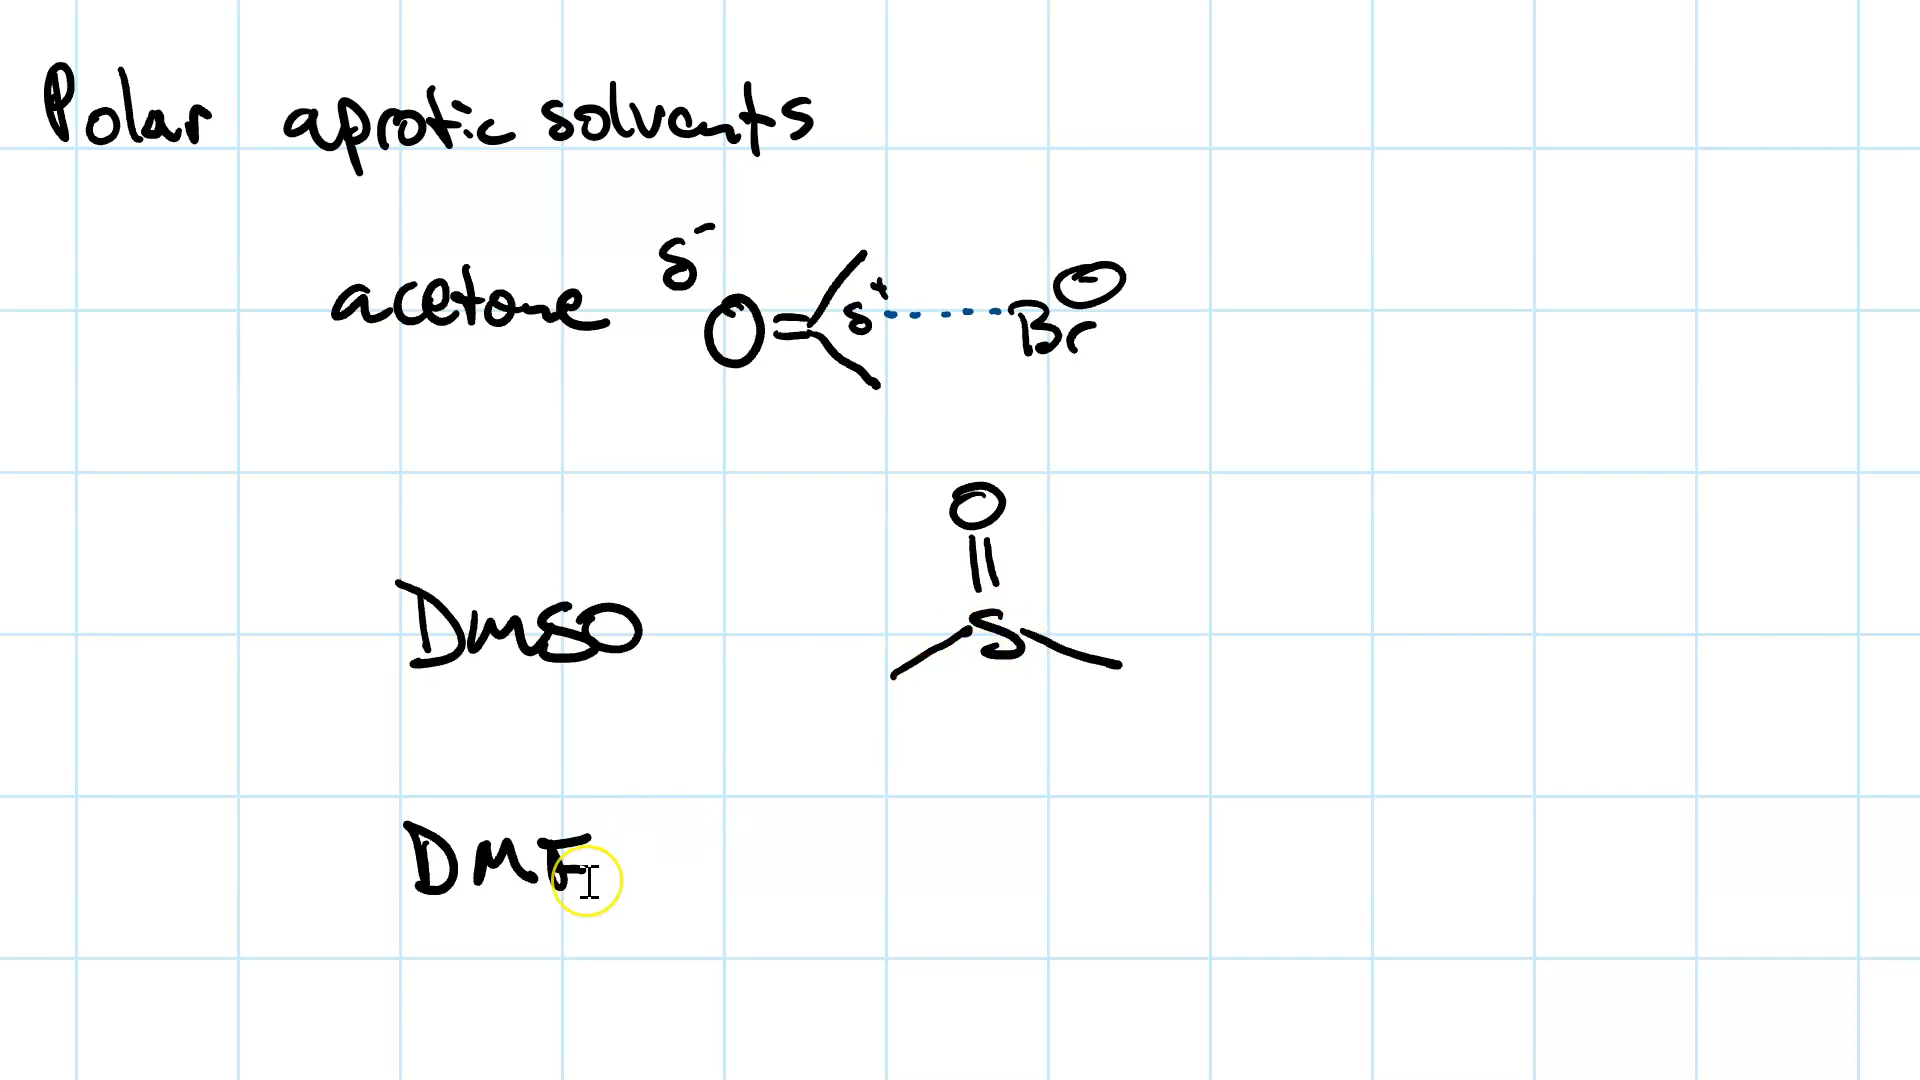 Polar aprotic solvents
acetone δ⁻ O δ⁺ Br⊖
O
DMSO S
DMF